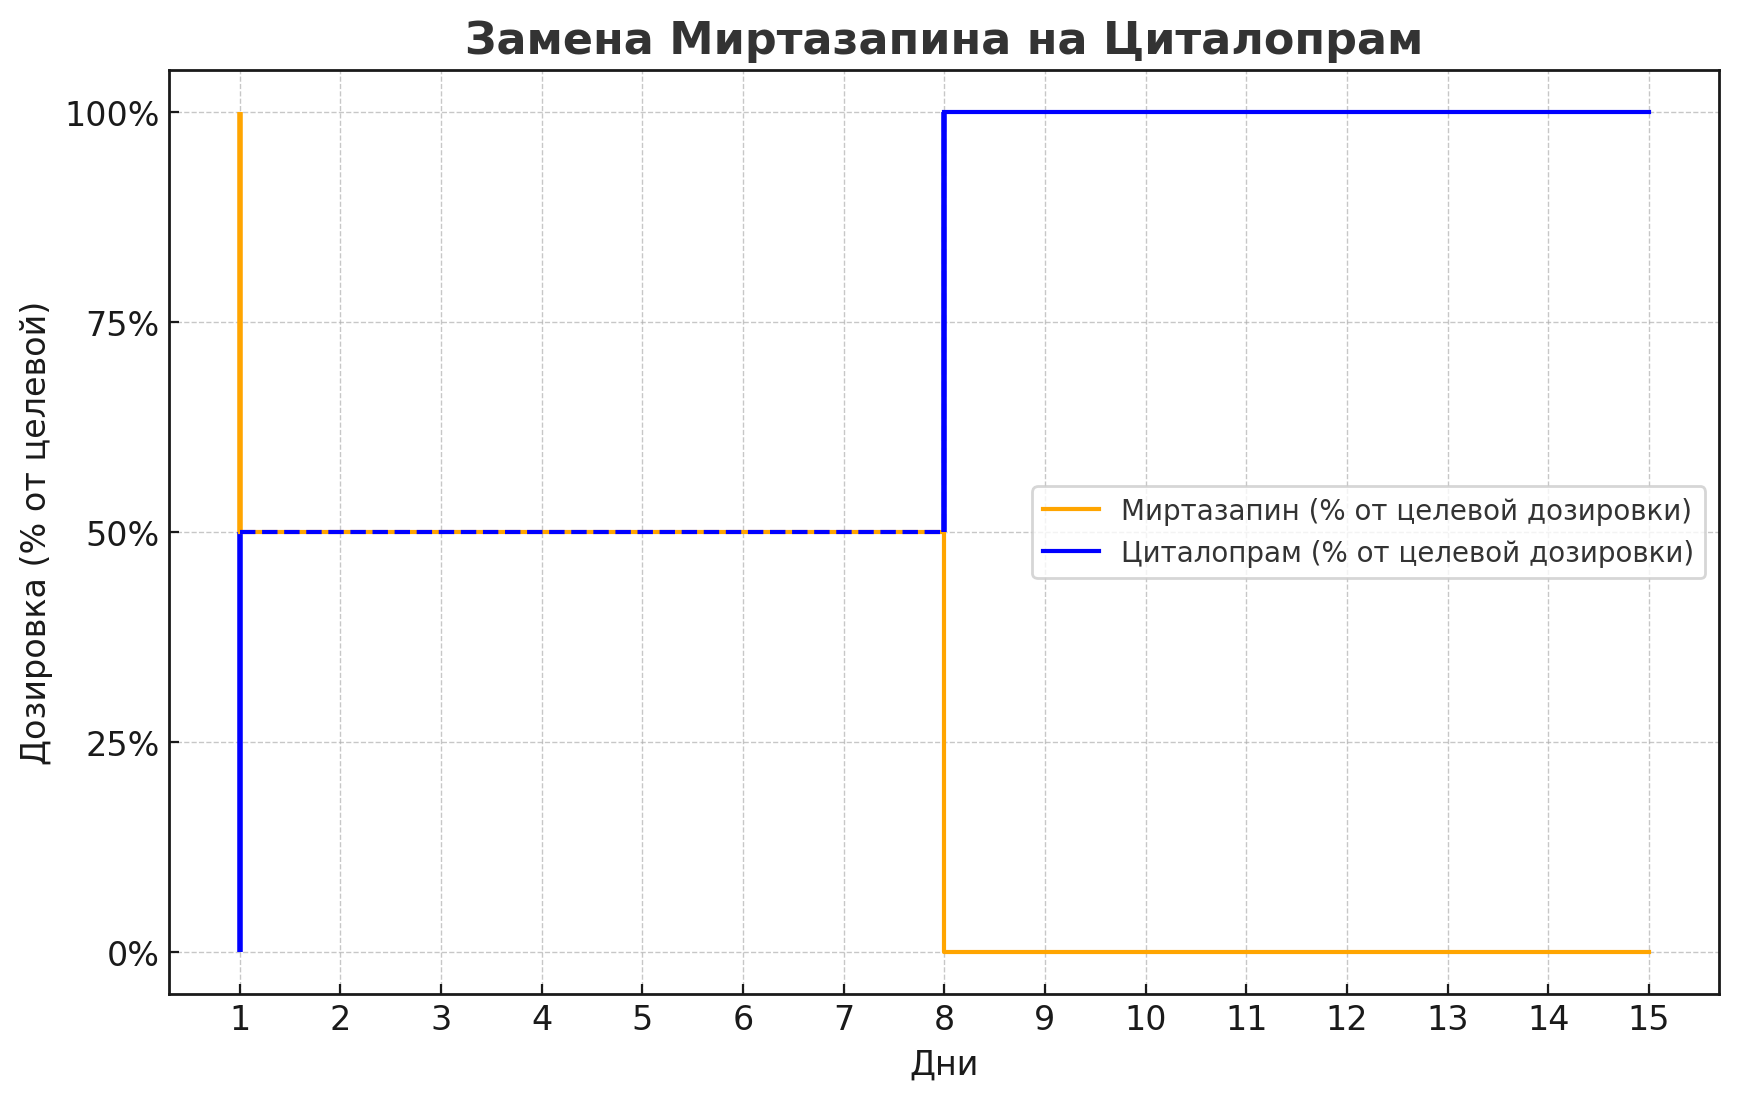 Замена Миртазапина на Циталопрам
Дозировка (% от целевой)
100%
75%
50%
25%
0%
Миртазапин (% от целевой дозировки)
Циталопрам (% от целевой дозировки)
1 2 3 4 5 6 7 8 9 10 11 12 13 14 15
Дни